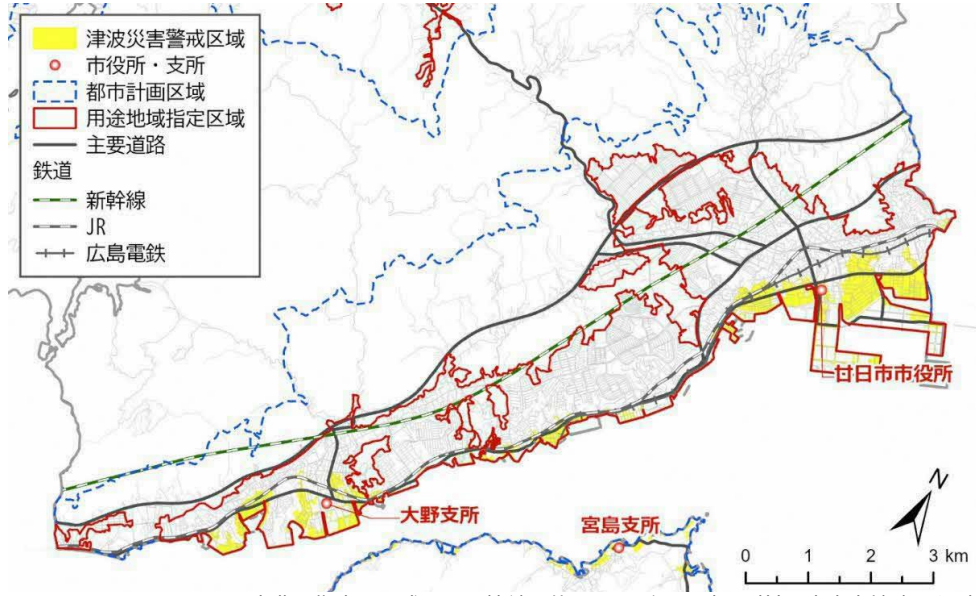 津波災害警戒区域
市役所・支所
都市計画区域
用途地域指定区域
主要道路
鉄道
新幹線
JR
広島電鉄
廿日市市役所
大野支所
宮島支所
N
0 1 2 3 km